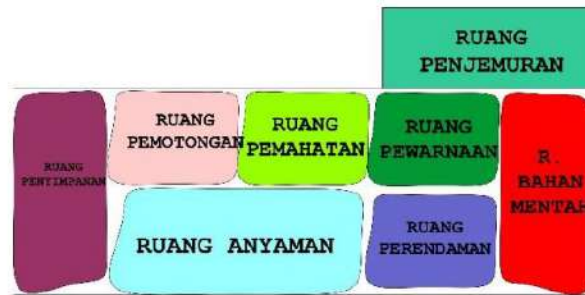 RUANG
PENJEMURAN
RUANG
PENYIMPANAN
RUANG
PEMOTONGAN
RUANG
PEMAHATAN
RUANG
PEWARNAAN
R.
BAHAN
MENTAH
RUANG ANYAMAN
RUANG
PERENDAMAN